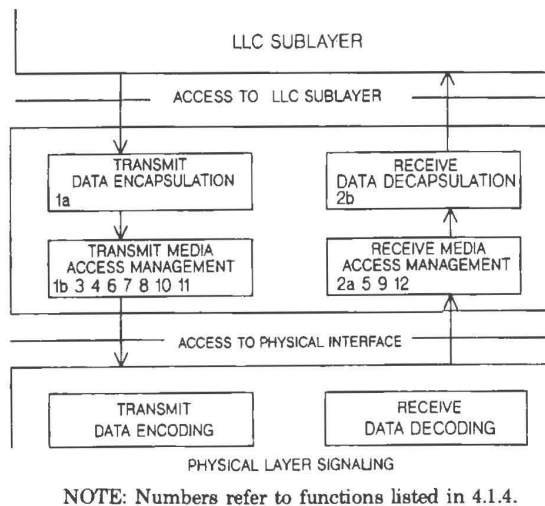 LLC SUBLAYER
ACCESS TO LLC SUBLAYER
TRANSMIT
DATA ENCAPSULATION
1a
RECEIVE
DATA DECAPSULATION
2b
TRANSMIT MEDIA
ACCESS MANAGEMENT
1b 3 4 6 7 8 10 11
RECEIVE MEDIA
ACCESS MANAGEMENT
2a 5 9 12
ACCESS TO PHYSICAL INTERFACE
TRANSMIT
DATA ENCODING
RECEIVE
DATA DECODING
PHYSICAL LAYER SIGNALING
NOTE: Numbers refer to functions listed in 4.1.4.